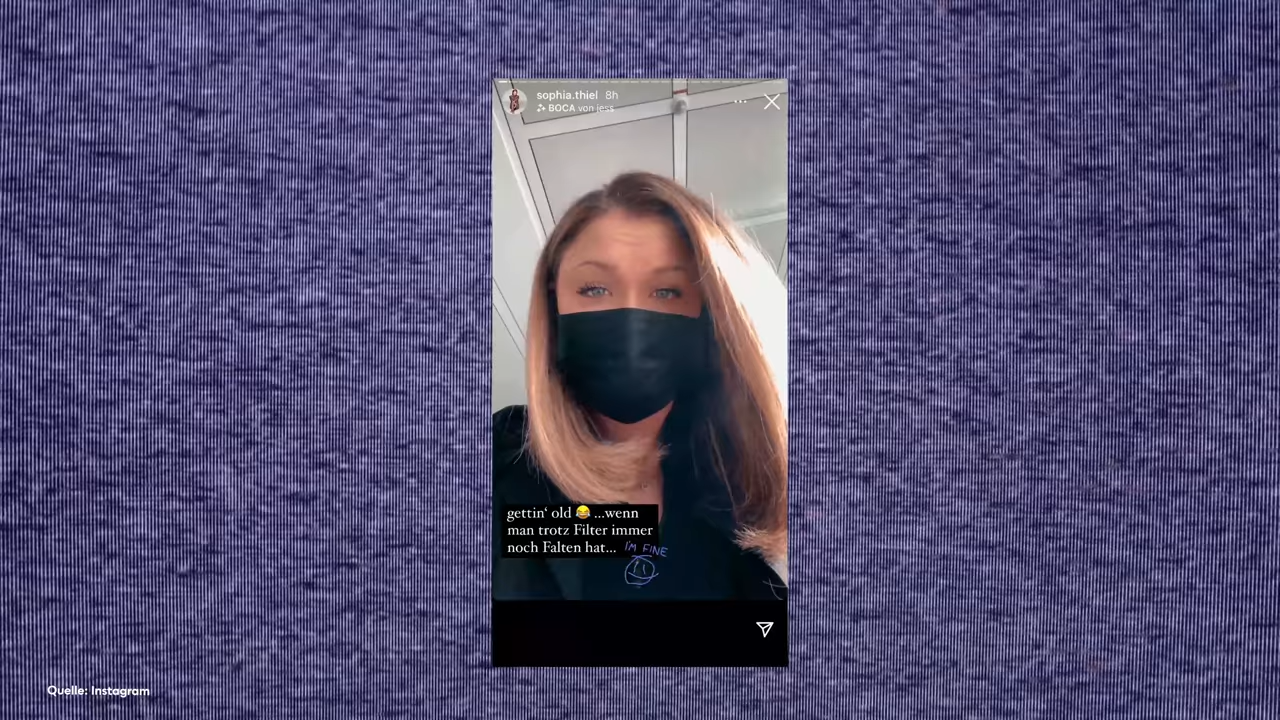 sophia.thiel 8h
BOCA von jess
gettin' old 😂 ...wenn
man trotz Filter immer
noch Falten hat...
I'M FINE
Quelle: Instagram